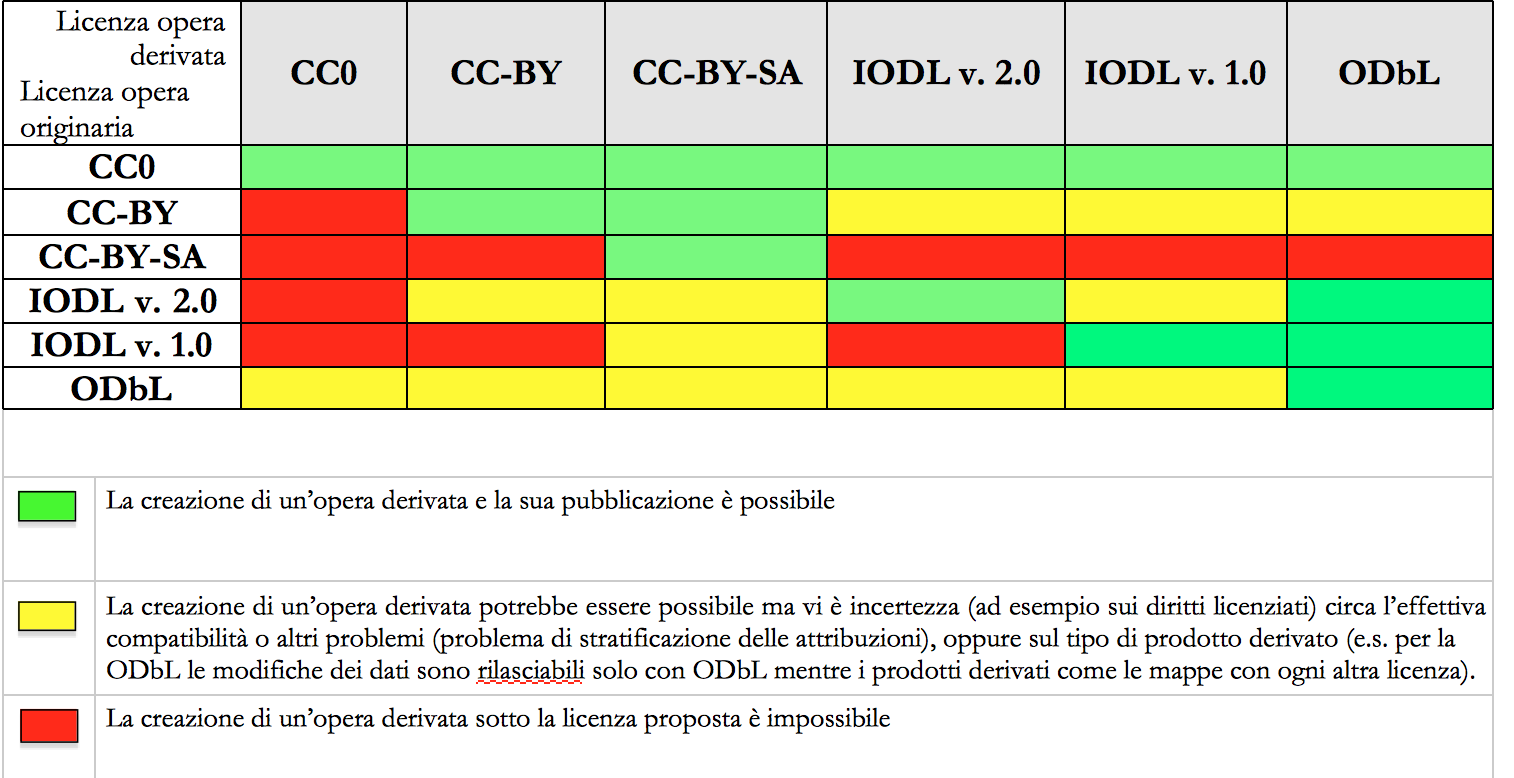 Licenza opera
derivata
Licenza opera
originaria
CC0
CC-BY
CC-BY-SA
IODL v. 2.0
IODL v. 1.0
ODbL
CC0
CC-BY
CC-BY-SA
IODL v. 2.0
IODL v. 1.0
ODbL
La creazione di un’opera derivata e la sua pubblicazione è possibile
La creazione di un’opera derivata potrebbe essere possibile ma vi è incertezza (ad esempio sui diritti licenziati) circa l’effettiva
compatibilità o altri problemi (problema di stratificazione delle attribuzioni), oppure sul tipo di prodotto derivato (e.s. per la
ODbL le modifiche dei dati sono rilasciabili solo con ODbL mentre i prodotti derivati come le mappe con ogni altra licenza).
La creazione di un’opera derivata sotto la licenza proposta è impossibile